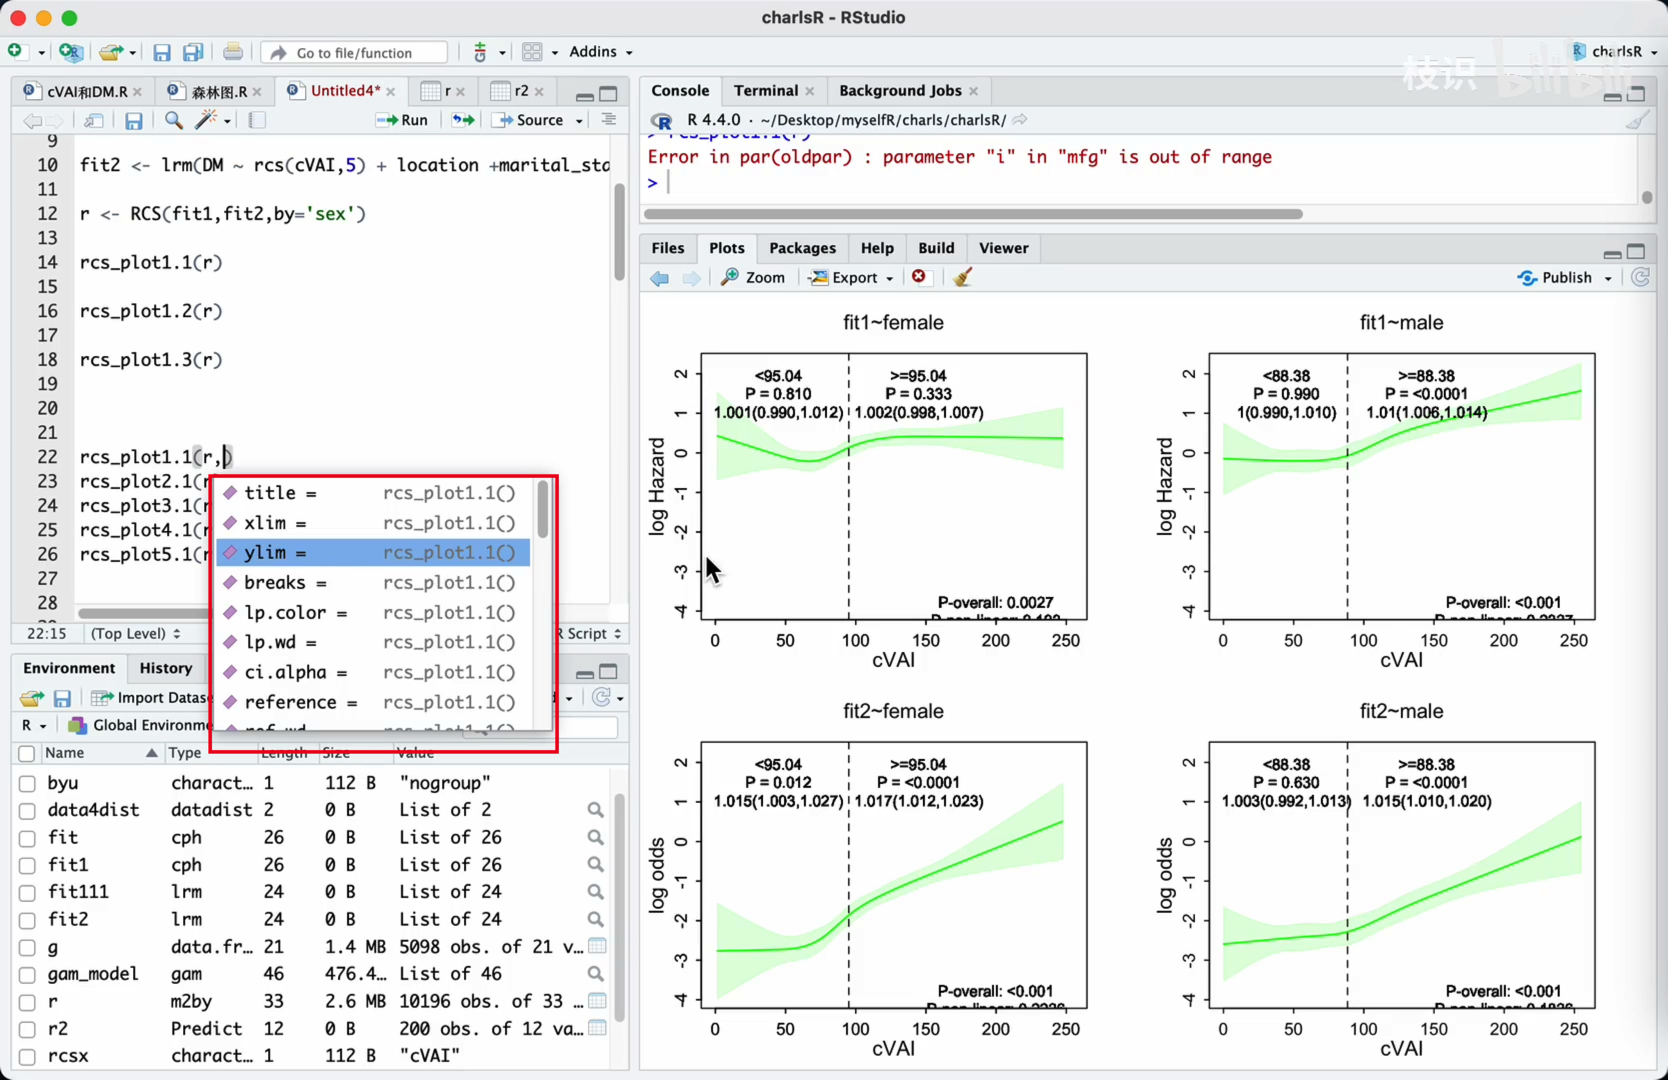 charlsR - RStudio
Go to file/function
Addins
charlsR
枝识 bilibili
cVAI和DM.R
森林图.R
Untitled4*
r
r2
Run
Source
9
10 fit2 <- lrm(DM ~ rcs(cVAI,5) + location +marital_sta
11
12 r <- RCS(fit1,fit2,by='sex')
13
14 rcs_plot1.1(r)
15
16 rcs_plot1.2(r)
17
18 rcs_plot1.3(r)
19
20
21
22 rcs_plot1.1(r,)
23 rcs_plot2.1(r
24 rcs_plot3.1(r
25 rcs_plot4.1(r
26 rcs_plot5.1(r
27
28
title = rcs_plot1.1()
xlim = rcs_plot1.1()
ylim = rcs_plot1.1()
breaks = rcs_plot1.1()
lp.color = rcs_plot1.1()
lp.wd = rcs_plot1.1()
ci.alpha = rcs_plot1.1()
reference = rcs_plot1.1()
ref.wd rcs_plot1.1()
22:15 (Top Level) R Script
Environment History
Import Datase
R Global Environme
Name Type Length Size Value
byu charact… 1 112 B "nogroup"
data4dist datadist 2 0 B List of 2
fit cph 26 0 B List of 26
fit1 cph 26 0 B List of 26
fit111 lrm 24 0 B List of 24
fit2 lrm 24 0 B List of 24
g data.fr… 21 1.4 MB 5098 obs. of 21 v…
gam_model gam 46 476.4… List of 46
r m2by 33 2.6 MB 10196 obs. of 33 …
r2 Predict 12 0 B 200 obs. of 12 va…
rcsx charact… 1 112 B "cVAI"
Console Terminal Background Jobs
R 4.4.0 · ~/Desktop/myselfR/charls/charlsR/
> rcs_plot1.1(r)
Error in par(oldpar) : parameter "i" in "mfg" is out of range
>
Files Plots Packages Help Build Viewer
Zoom Export Publish
fit1~female
<95.04 >=95.04
P = 0.810 P = 0.333
1.001(0.990,1.012) 1.002(0.998,1.007)
log Hazard
2
1
0
-1
-2
-3
-4
P-overall: 0.0027
0 50 100 150 200 250
cVAI
fit1~male
<88.38 >=88.38
P = 0.990 P = <0.0001
1(0.990,1.010) 1.01(1.006,1.014)
log Hazard
2
1
0
-1
-2
-3
-4
P-overall: <0.001
0 50 100 150 200 250
cVAI
fit2~female
<95.04 >=95.04
P = 0.012 P = <0.0001
1.015(1.003,1.027) 1.017(1.012,1.023)
log odds
2
1
0
-1
-2
-3
-4
P-overall: <0.001
0 50 100 150 200 250
cVAI
fit2~male
<88.38 >=88.38
P = 0.630 P = <0.0001
1.003(0.992,1.013) 1.015(1.010,1.020)
log odds
2
1
0
-1
-2
-3
-4
P-overall: <0.001
0 50 100 150 200 250
cVAI